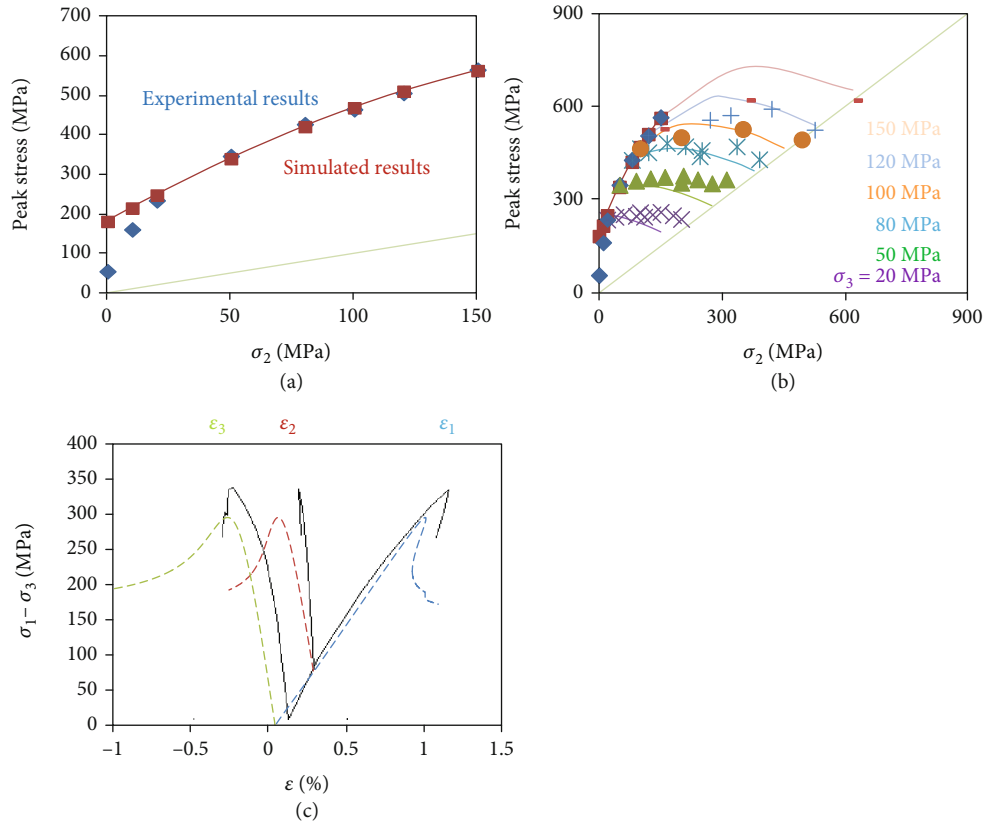 700
600
500
400
300
200
100
0
Peak stress (MPa)
Experimental results
Simulated results
0
50
100
150
σ2 (MPa)
(a)
900
600
300
0
Peak stress (MPa)
150 MPa
120 MPa
100 MPa
80 MPa
50 MPa
σ3 = 20 MPa
0
300
600
900
σ2 (MPa)
(b)
ε3
ε2
ε1
400
350
300
250
200
150
100
50
0
σ1– σ3 (MPa)
−1
−0.5
0
0.5
1
1.5
ε (%)
(c)